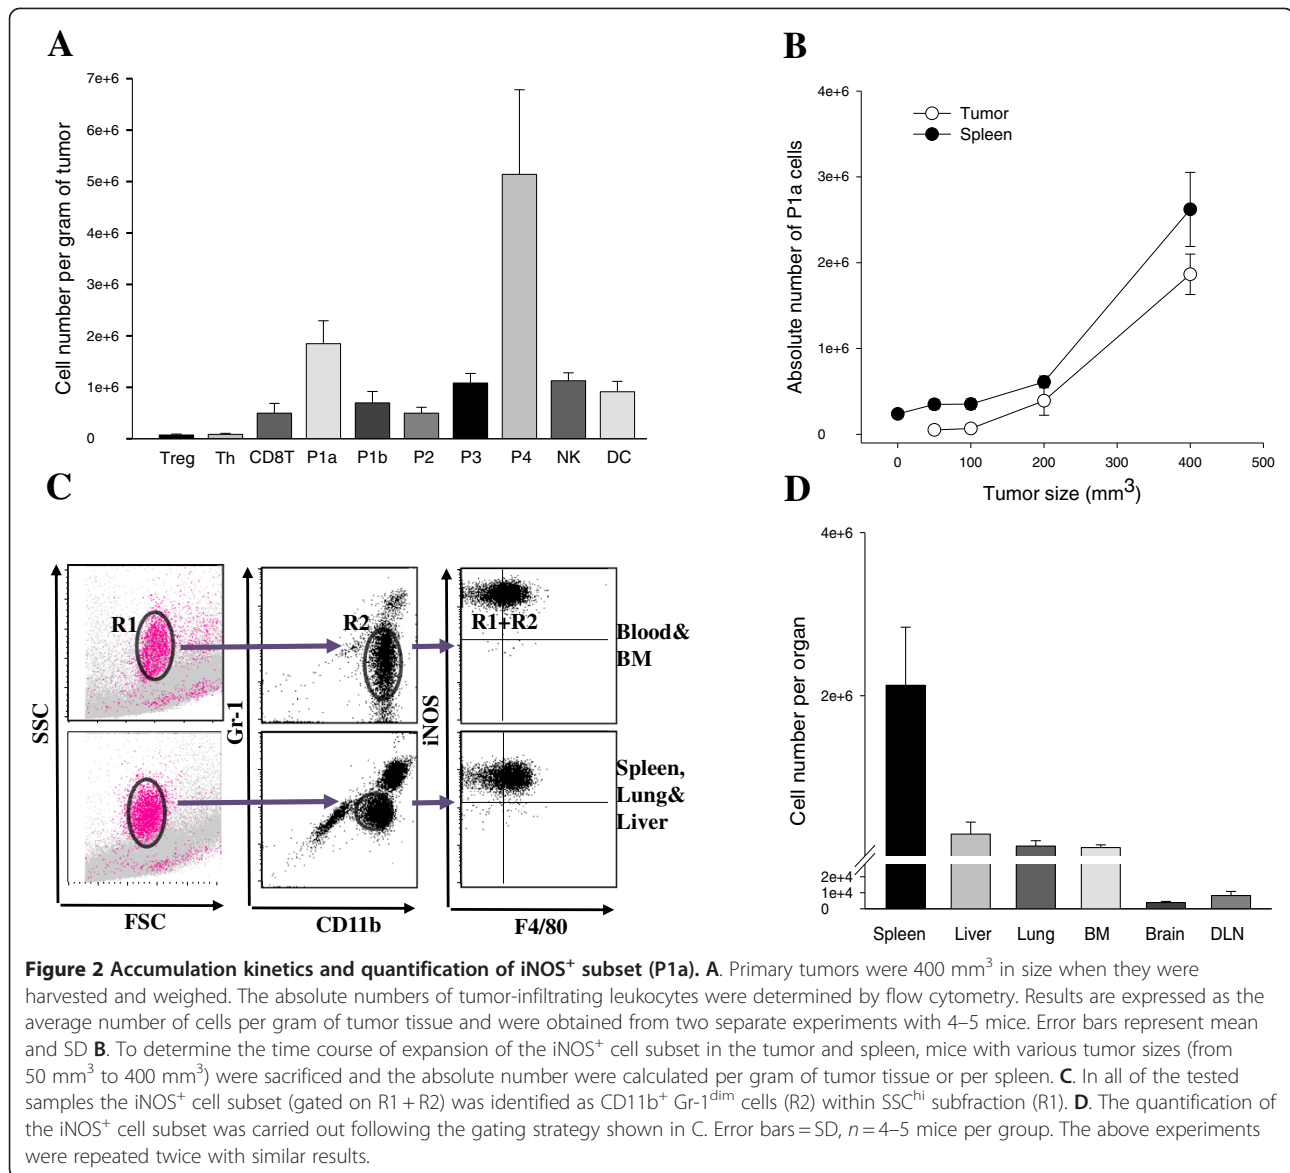 A
7e+6
6e+6
5e+6
4e+6
3e+6
2e+6
1e+6
0
Cell number per gram of tumor
Treg Th CD8T P1a P1b P2 P3 P4 NK DC
B
4e+6
3e+6
2e+6
1e+6
0
Absolute number of P1a cells
Tumor
Spleen
0 100 200 300 400 500
Tumor size (mm³)
C
SSC
R1
FSC
Gr-1
R2
CD11b
iNOS
R1+R2
F4/80
Blood&
BM
Spleen,
Lung&
Liver
D
4e+6
2e+6
2e+4
1e+4
0
Cell number per organ
Spleen Liver Lung BM Brain DLN
Figure 2 Accumulation kinetics and quantification of iNOS⁺ subset (P1a). A. Primary tumors were 400 mm³ in size when they were
harvested and weighed. The absolute numbers of tumor-infiltrating leukocytes were determined by flow cytometry. Results are expressed as the
average number of cells per gram of tumor tissue and were obtained from two separate experiments with 4–5 mice. Error bars represent mean
and SD B. To determine the time course of expansion of the iNOS⁺ cell subset in the tumor and spleen, mice with various tumor sizes (from
50 mm³ to 400 mm³) were sacrificed and the absolute number were calculated per gram of tumor tissue or per spleen. C. In all of the tested
samples the iNOS⁺ cell subset (gated on R1 + R2) was identified as CD11b⁺ Gr-1ᵈⁱᵐ cells (R2) within SSCʰⁱ subfraction (R1). D. The quantification of
the iNOS⁺ cell subset was carried out following the gating strategy shown in C. Error bars = SD, n = 4–5 mice per group. The above experiments
were repeated twice with similar results.